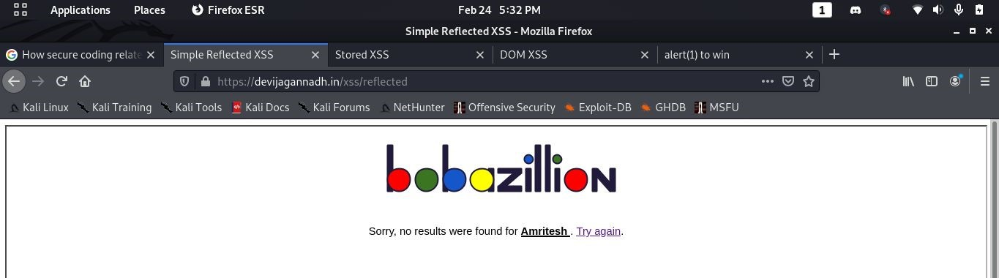 Applications Places Firefox ESR Feb 24 5:32 PM 1
Simple Reflected XSS - Mozilla Firefox
How secure coding relate Simple Reflected XSS Stored XSS DOM XSS alert(1) to win
https://devijagannadh.in/xss/reflected
Kali Linux Kali Training Kali Tools Kali Docs Kali Forums NetHunter Offensive Security Exploit-DB GHDB MSFU
bobazillion
Sorry, no results were found for Amritesh . Try again.